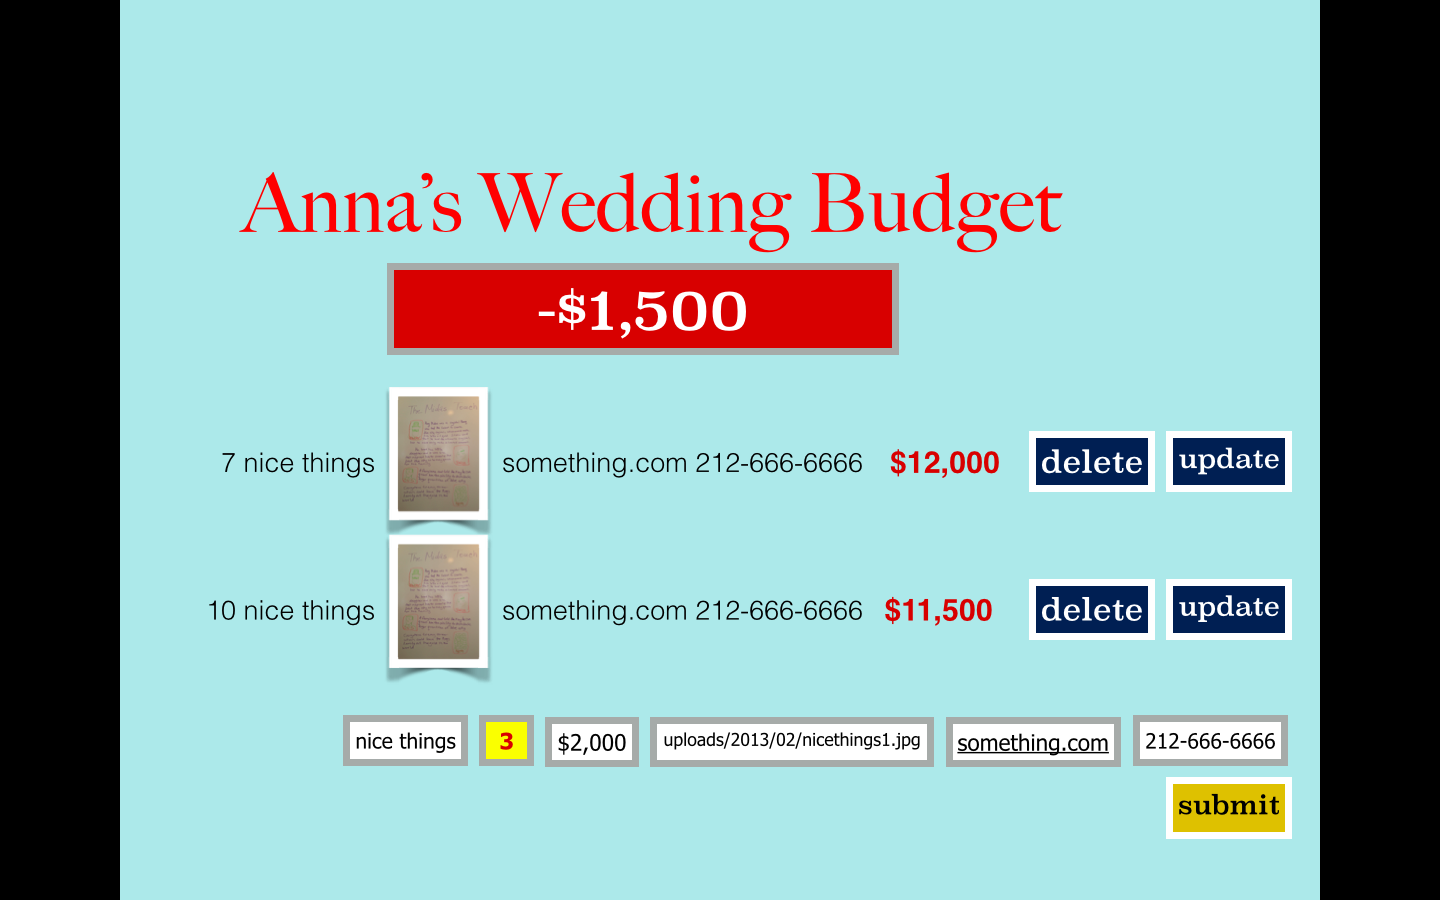 Anna’s Wedding Budget
-$1,500
7 nice things something.com 212-666-6666 $12,000 delete update
10 nice things something.com 212-666-6666 $11,500 delete update
nice things 3 $2,000 uploads/2013/02/nicethings1.jpg something.com 212-666-6666
submit